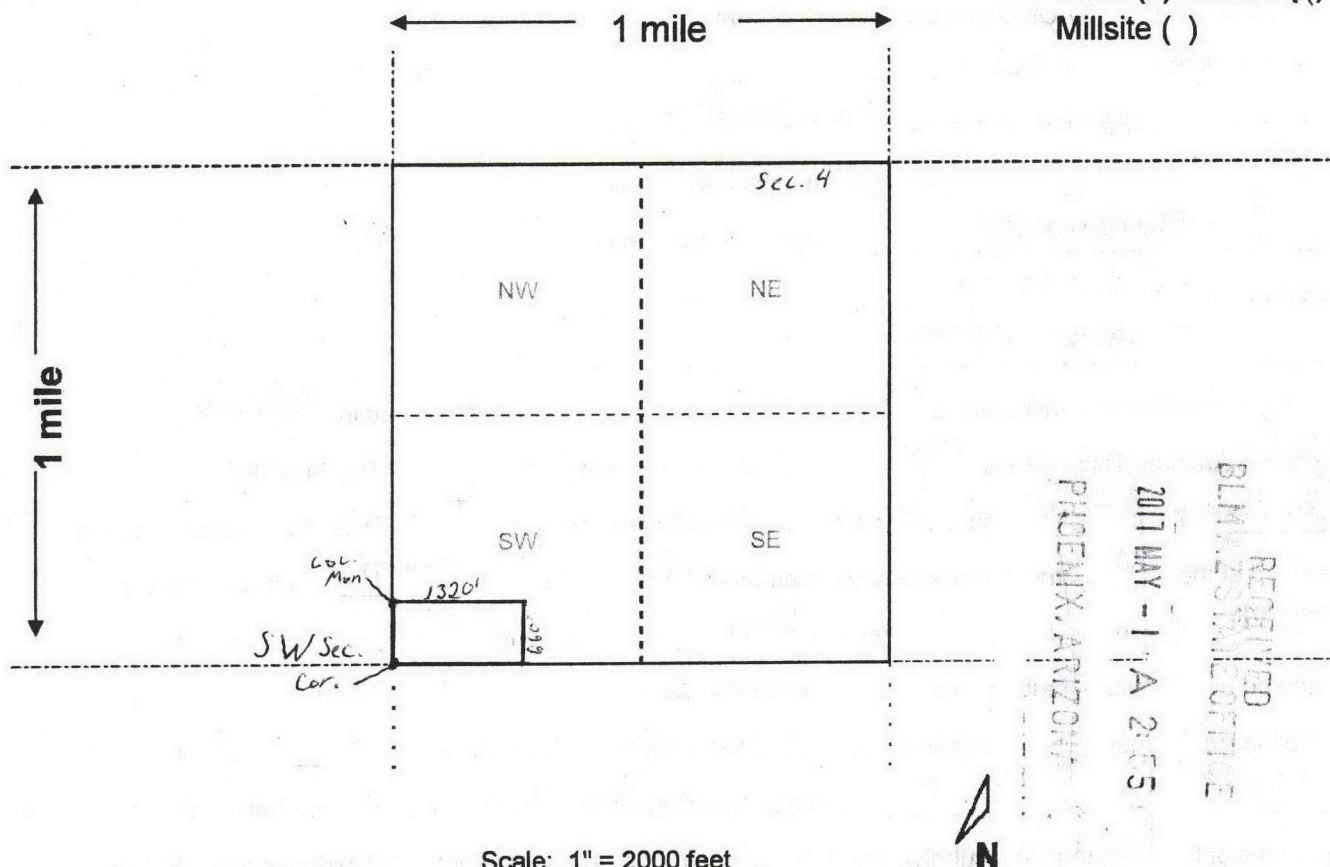 1 mile
Millsite ( )
Sec. 4
NW
NE
1 mile
SW
SE
Loc
Mon
1320'
660'
SW Sec.
Cor.
RECEIVED
BLM AZ STATE OFFICE
2017 MAY - 1 A 2:55
PHOENIX, ARIZONA
N
Scale: 1" = 2000 feet